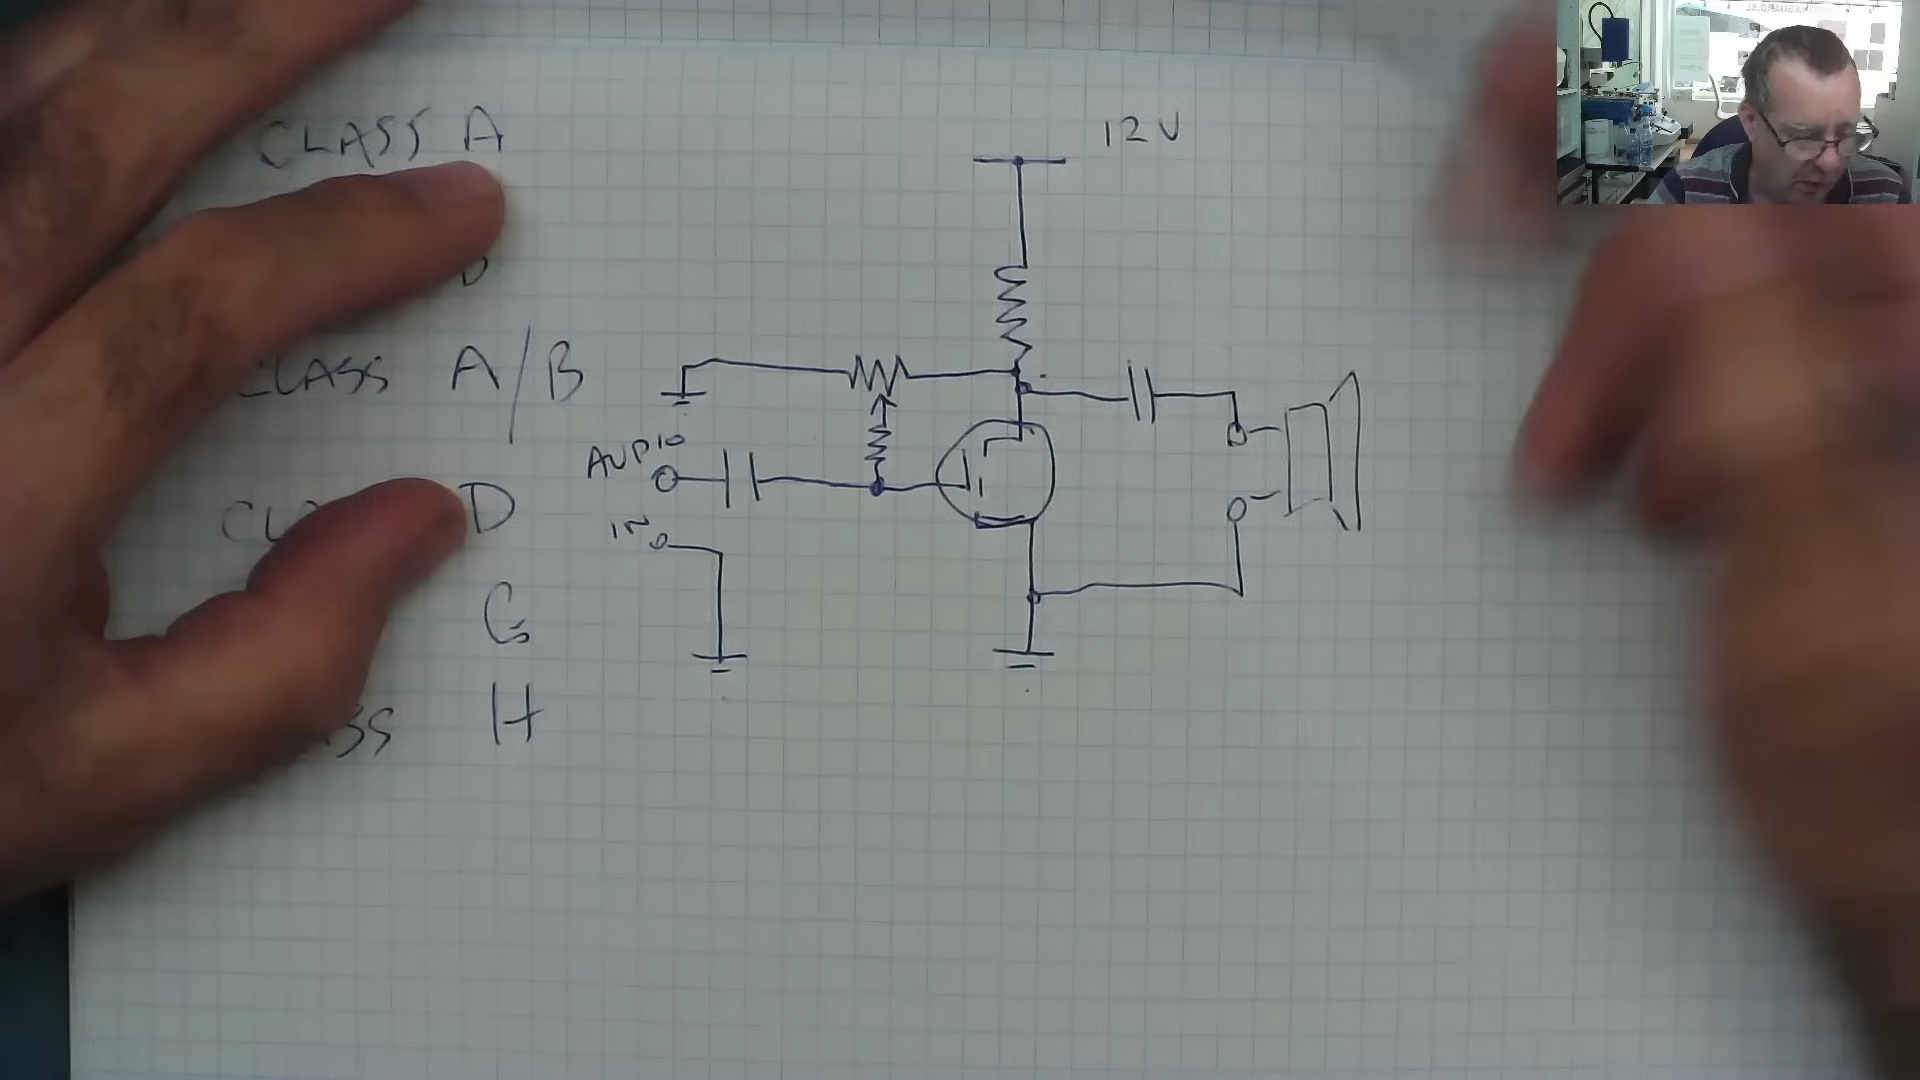 CLASS A
12V
CLASS A/B
AUDIO
IN
D
G
H